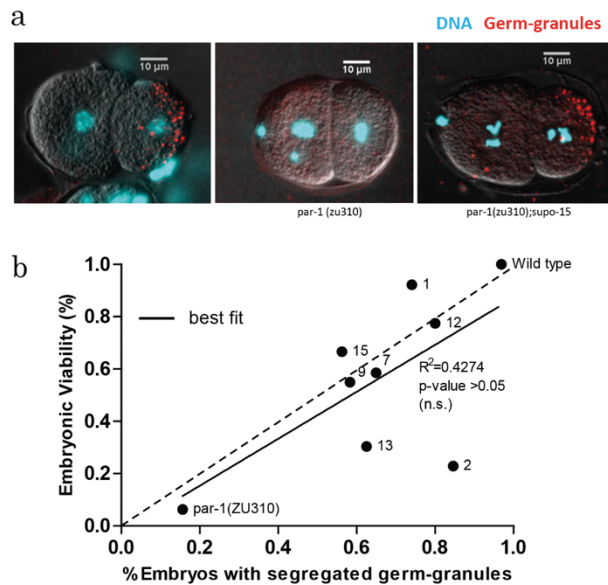 a
DNA Germ-granules
10 µm
10 µm
10 µm
par-1 (zu310)
par-1(zu310);supo-15
b
Embryonic Viability (%)
1.0
0.8
0.6
0.4
0.2
0.0
best fit
Wild type
1
12
15
7
9
R²=0.4274
p-value >0.05
(n.s.)
13
2
par-1(ZU310)
0.0 0.2 0.4 0.6 0.8 1.0
%Embryos with segregated germ-granules